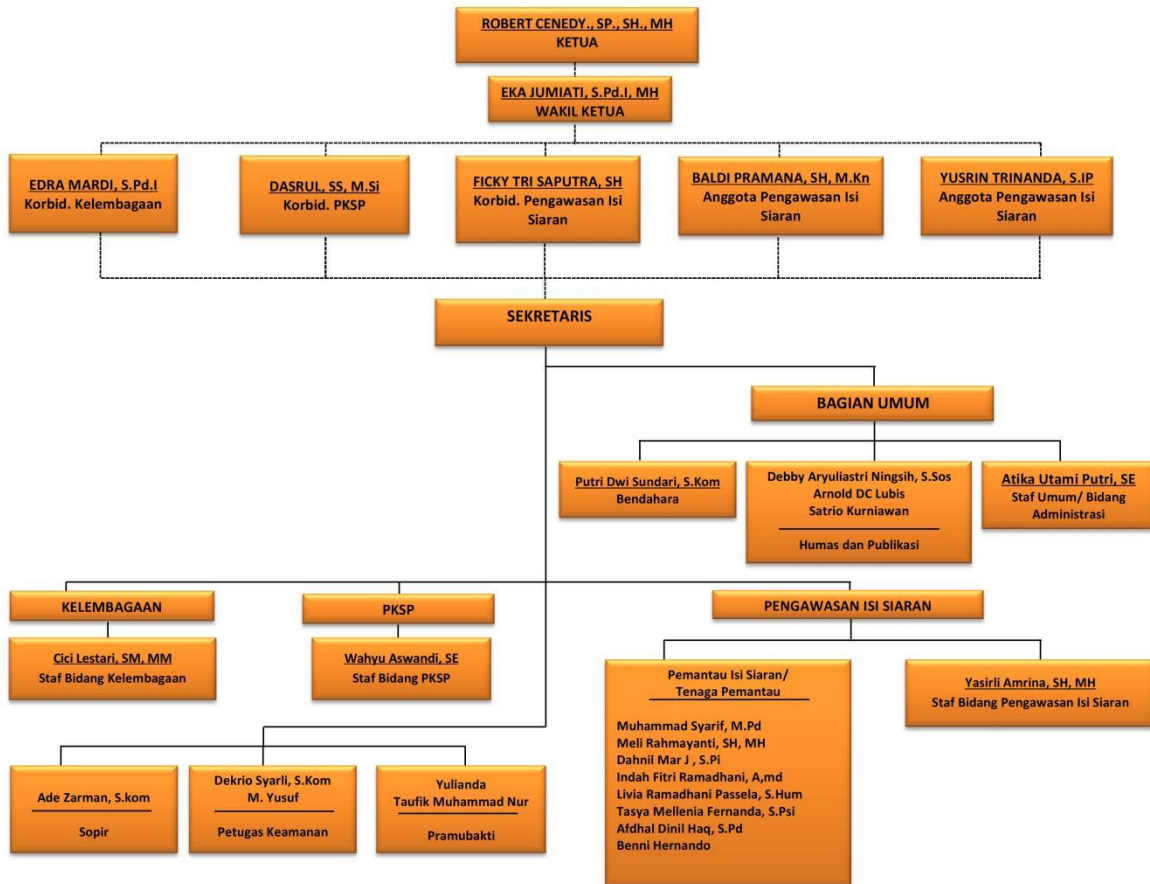 ROBERT CENEDY., SP., SH., MH
KETUA
EKA JUMIATI, S.Pd.I, MH
WAKIL KETUA
EDRA MARDI, S.Pd.I
Korbid. Kelembagaan
DASRUL, SS, M.Si
Korbid. PKSP
FICKY TRI SAPUTRA, SH
Korbid. Pengawasan Isi
Siaran
BALDI PRAMANA, SH, M.Kn
Anggota Pengawasan Isi
Siaran
YUSRIN TRINANDA, S.IP
Anggota Pengawasan Isi
Siaran
SEKRETARIS
BAGIAN UMUM
Putri Dwi Sundari, S.Kom
Bendahara
Debby Aryuliastri Ningsih, S.Sos
Arnold DC Lubis
Satrio Kurniawan
Humas dan Publikasi
Atika Utami Putri, SE
Staf Umum/ Bidang
Administrasi
KELEMBAGAAN
Cici Lestari, SM, MM
Staf Bidang Kelembagaan
PKSP
Wahyu Aswandi, SE
Staf Bidang PKSP
PENGAWASAN ISI SIARAN
Pemantau Isi Siaran/
Tenaga Pemantau
Muhammad Syarif, M.Pd
Meli Rahmayanti, SH, MH
Dahnil Mar J , S.Pi
Indah Fitri Ramadhani, A,md
Livia Ramadhani Passela, S.Hum
Tasya Mellenia Fernanda, S.Psi
Afdhal Dinil Haq, S.Pd
Benni Hernando
Yasirli Amrina, SH, MH
Staf Bidang Pengawasan Isi Siaran
Ade Zarman, S.kom
Sopir
Dekrio Syarli, S.Kom
M. Yusuf
Petugas Keamanan
Yulianda
Taufik Muhammad Nur
Pramubakti